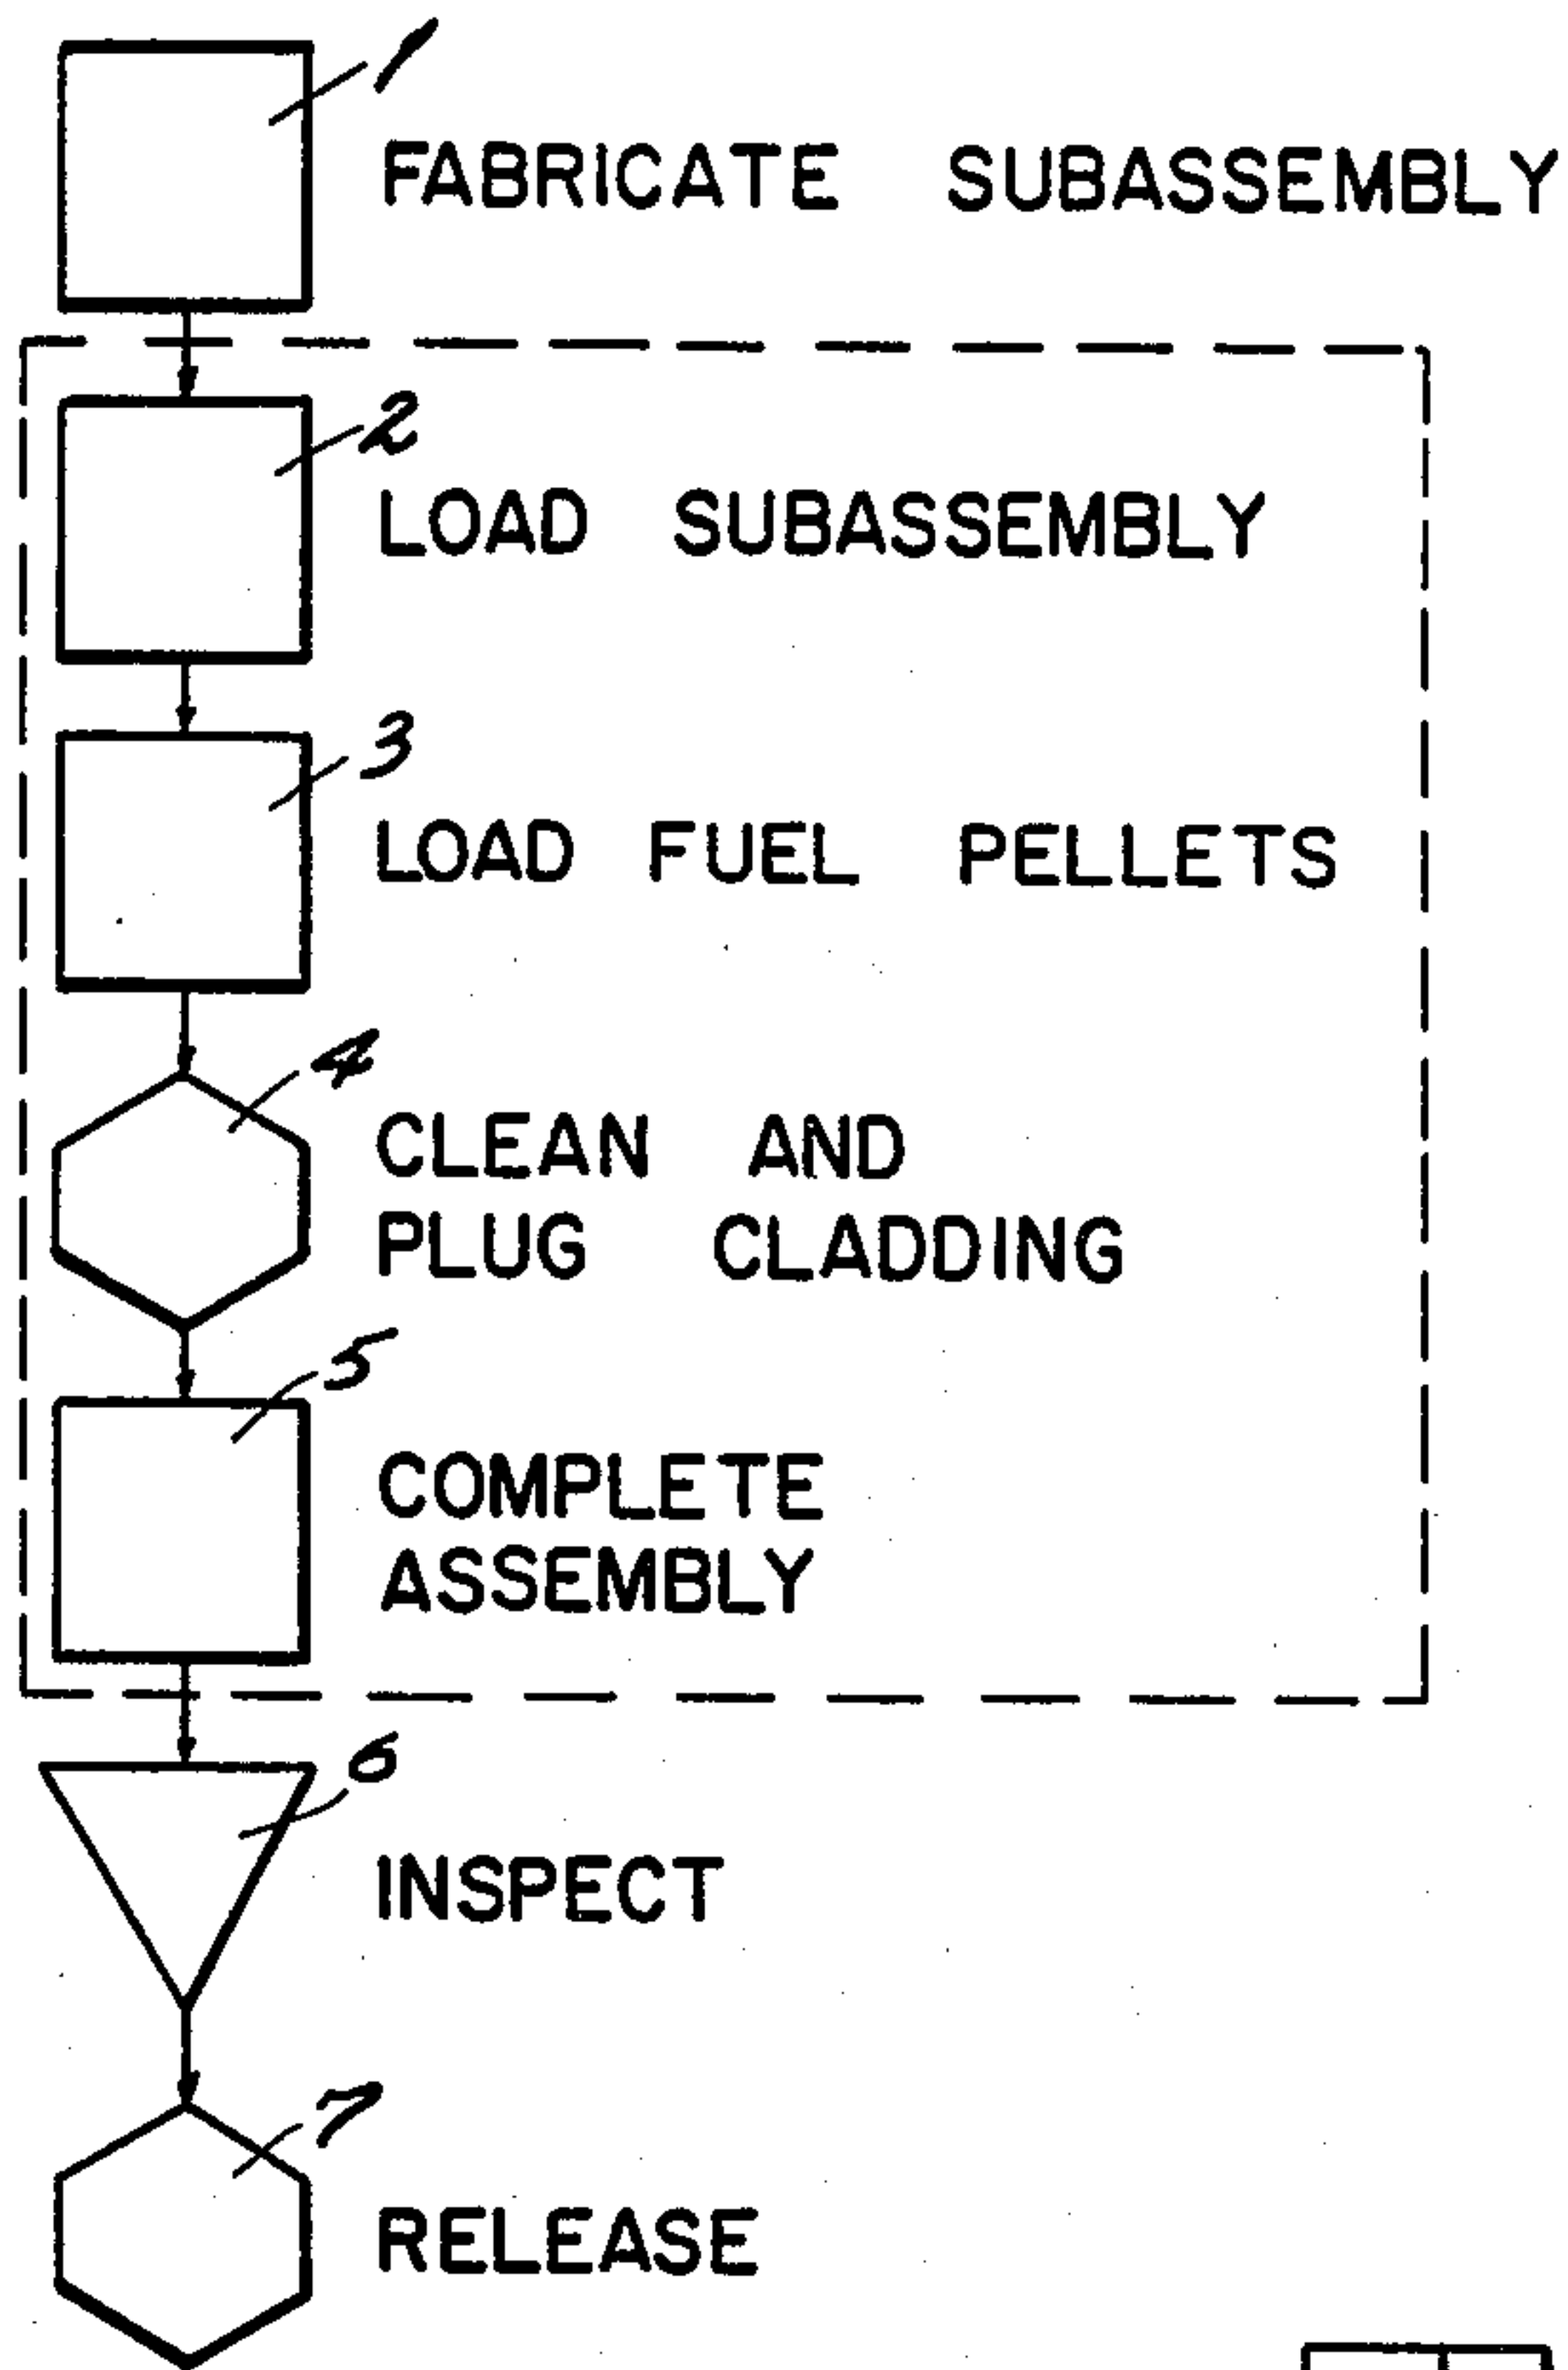 1
FABRICATE SUBASSEMBLY
2
LOAD SUBASSEMBLY
3
LOAD FUEL PELLETS
4
CLEAN AND
PLUG CLADDING
5
COMPLETE
ASSEMBLY
6
INSPECT
7
RELEASE